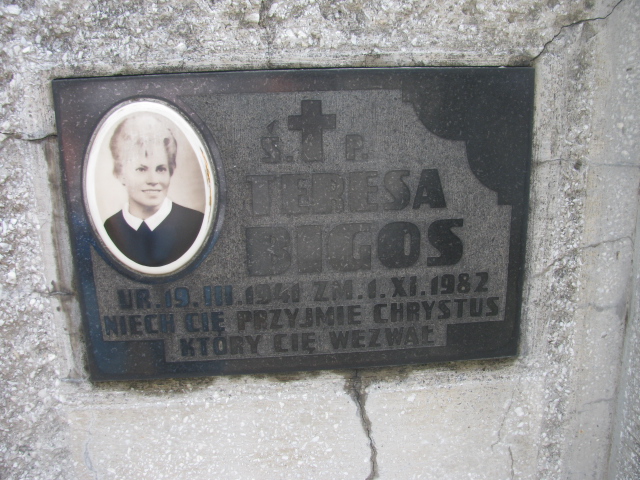 Ś. P.
TERESA
BIGOS
UR. 19. III. 1941 ZM. 1. XI. 1982
NIECH CIĘ PRZYJMIE CHRYSTUS
KTÓRY CIĘ WEZWAŁ